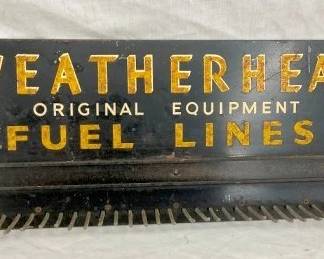 WEATHERHEA
ORIGINAL EQUIPMENT
FUEL LINES